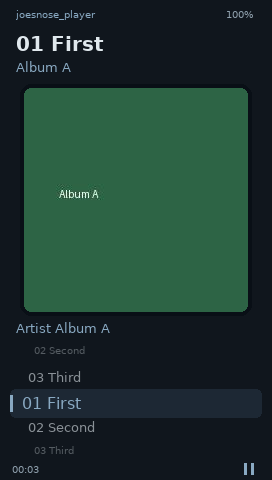 joesnose_player 100%
01 First
Album A
Album A
Artist Album A
02 Second
03 Third
01 First
02 Second
03 Third
00:03